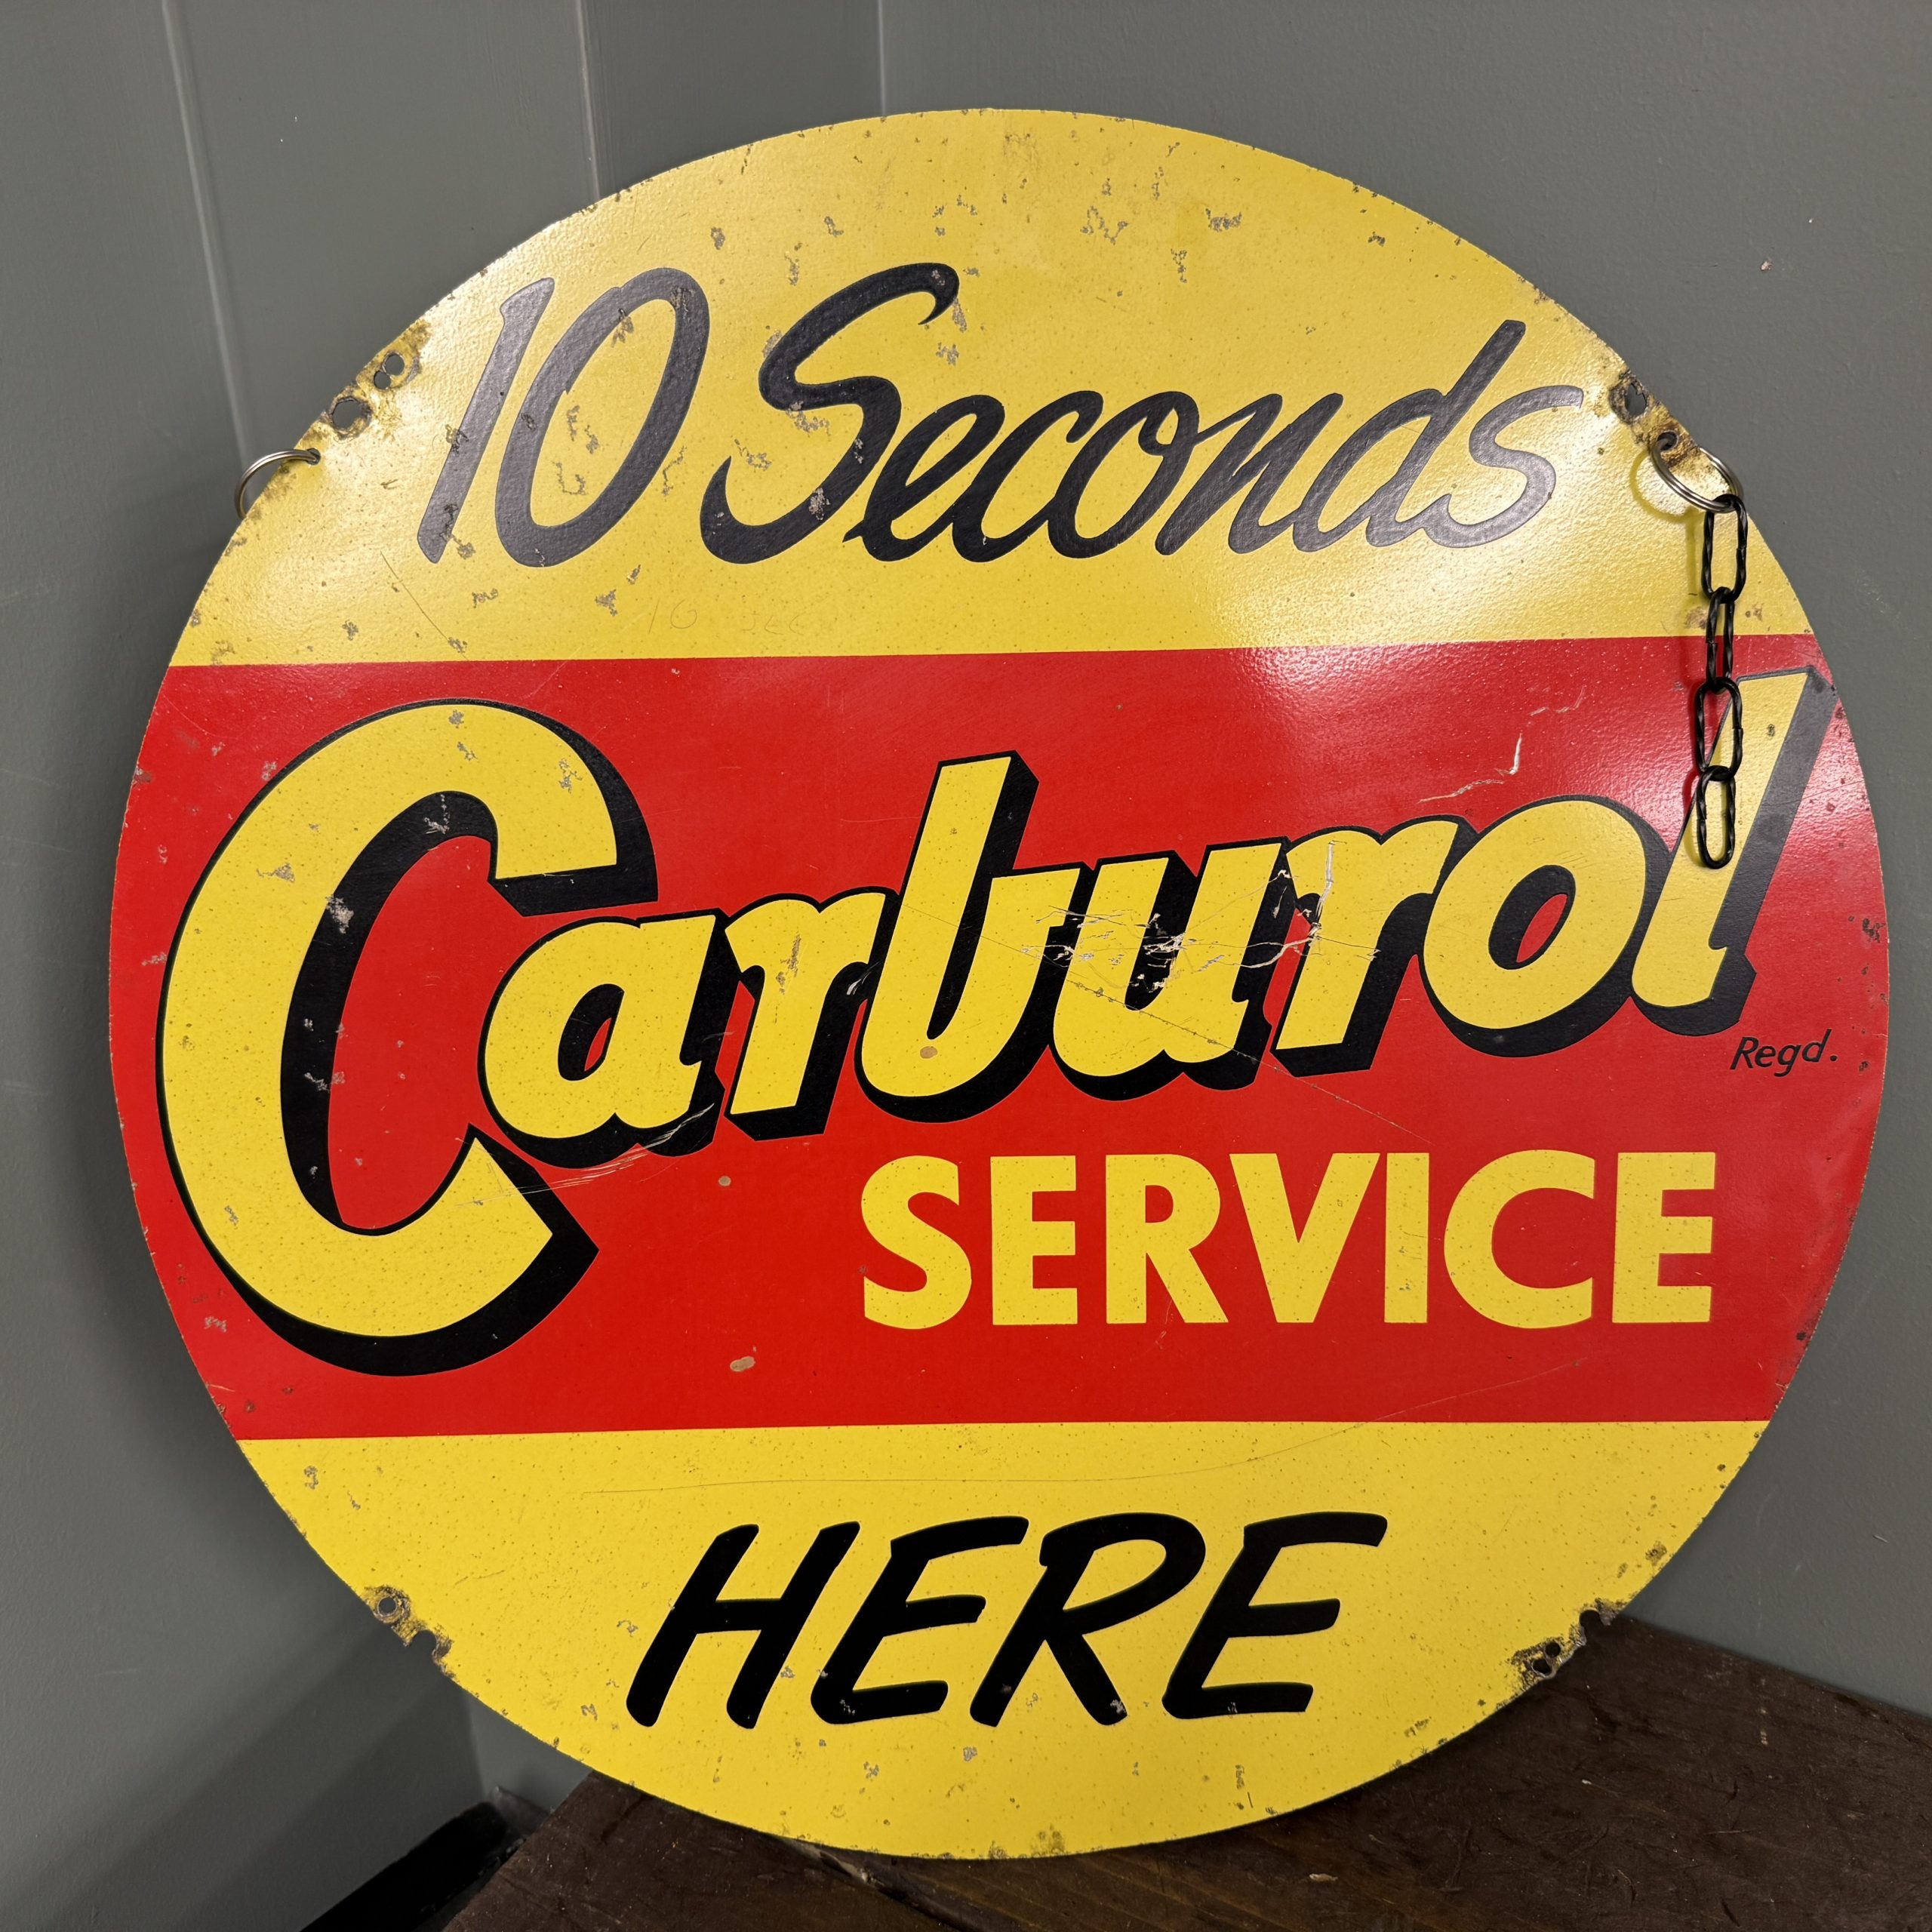 10 Seconds
Carburol
Regd.
SERVICE
HERE